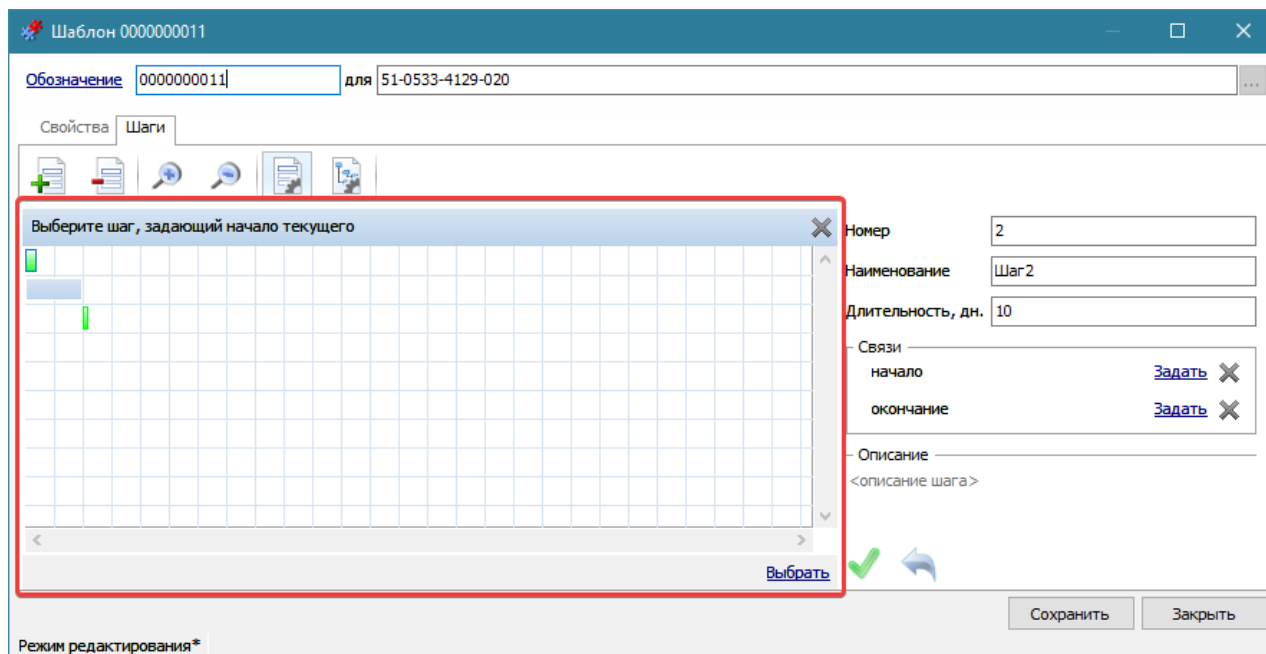 Шаблон 0000000011
Обозначение 0000000011 для 51-0533-4129-020 ...
Свойства Шаги
Выберите шаг, задающий начало текущего
Номер 2
Наименование Шаг2
Длительность, дн. 10
Связи
начало Задать
окончание Задать
Описание
<описание шага>
Выбрать
Сохранить Закрыть
Режим редактирования*